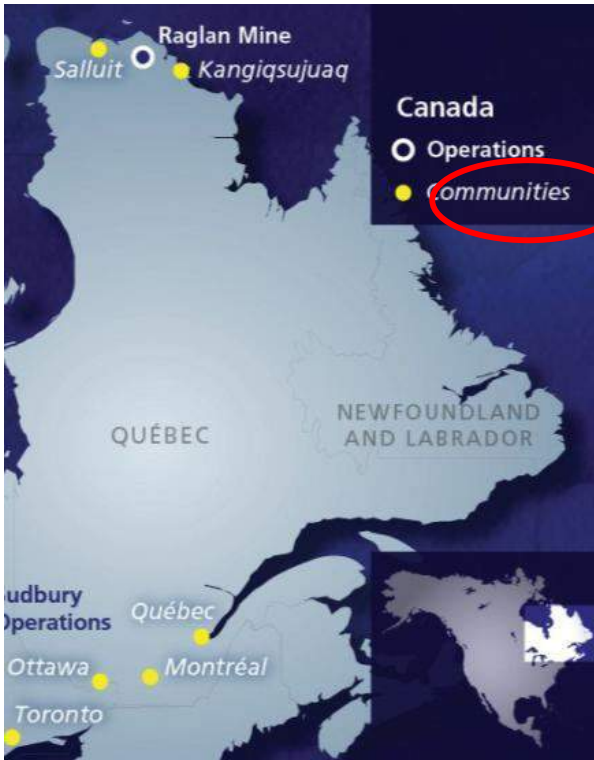 Raglan Mine
Salluit
Kangiqsujuaq
Canada
Operations
Communities
QUÉBEC
NEWFOUNDLAND
AND LABRADOR
udbury
Operations
Québec
Ottawa
Montréal
Toronto